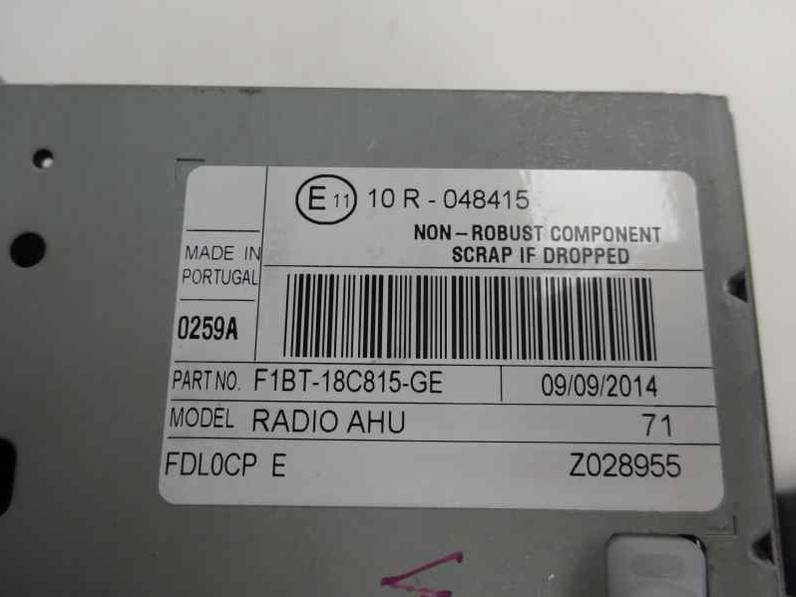 E 11 10 R - 048415
NON-ROBUST COMPONENT
SCRAP IF DROPPED
MADE IN
PORTUGAL
0259A
PART NO. F1BT-18C815-GE 09/09/2014
MODEL RADIO AHU 71
FDL0CP E Z028955